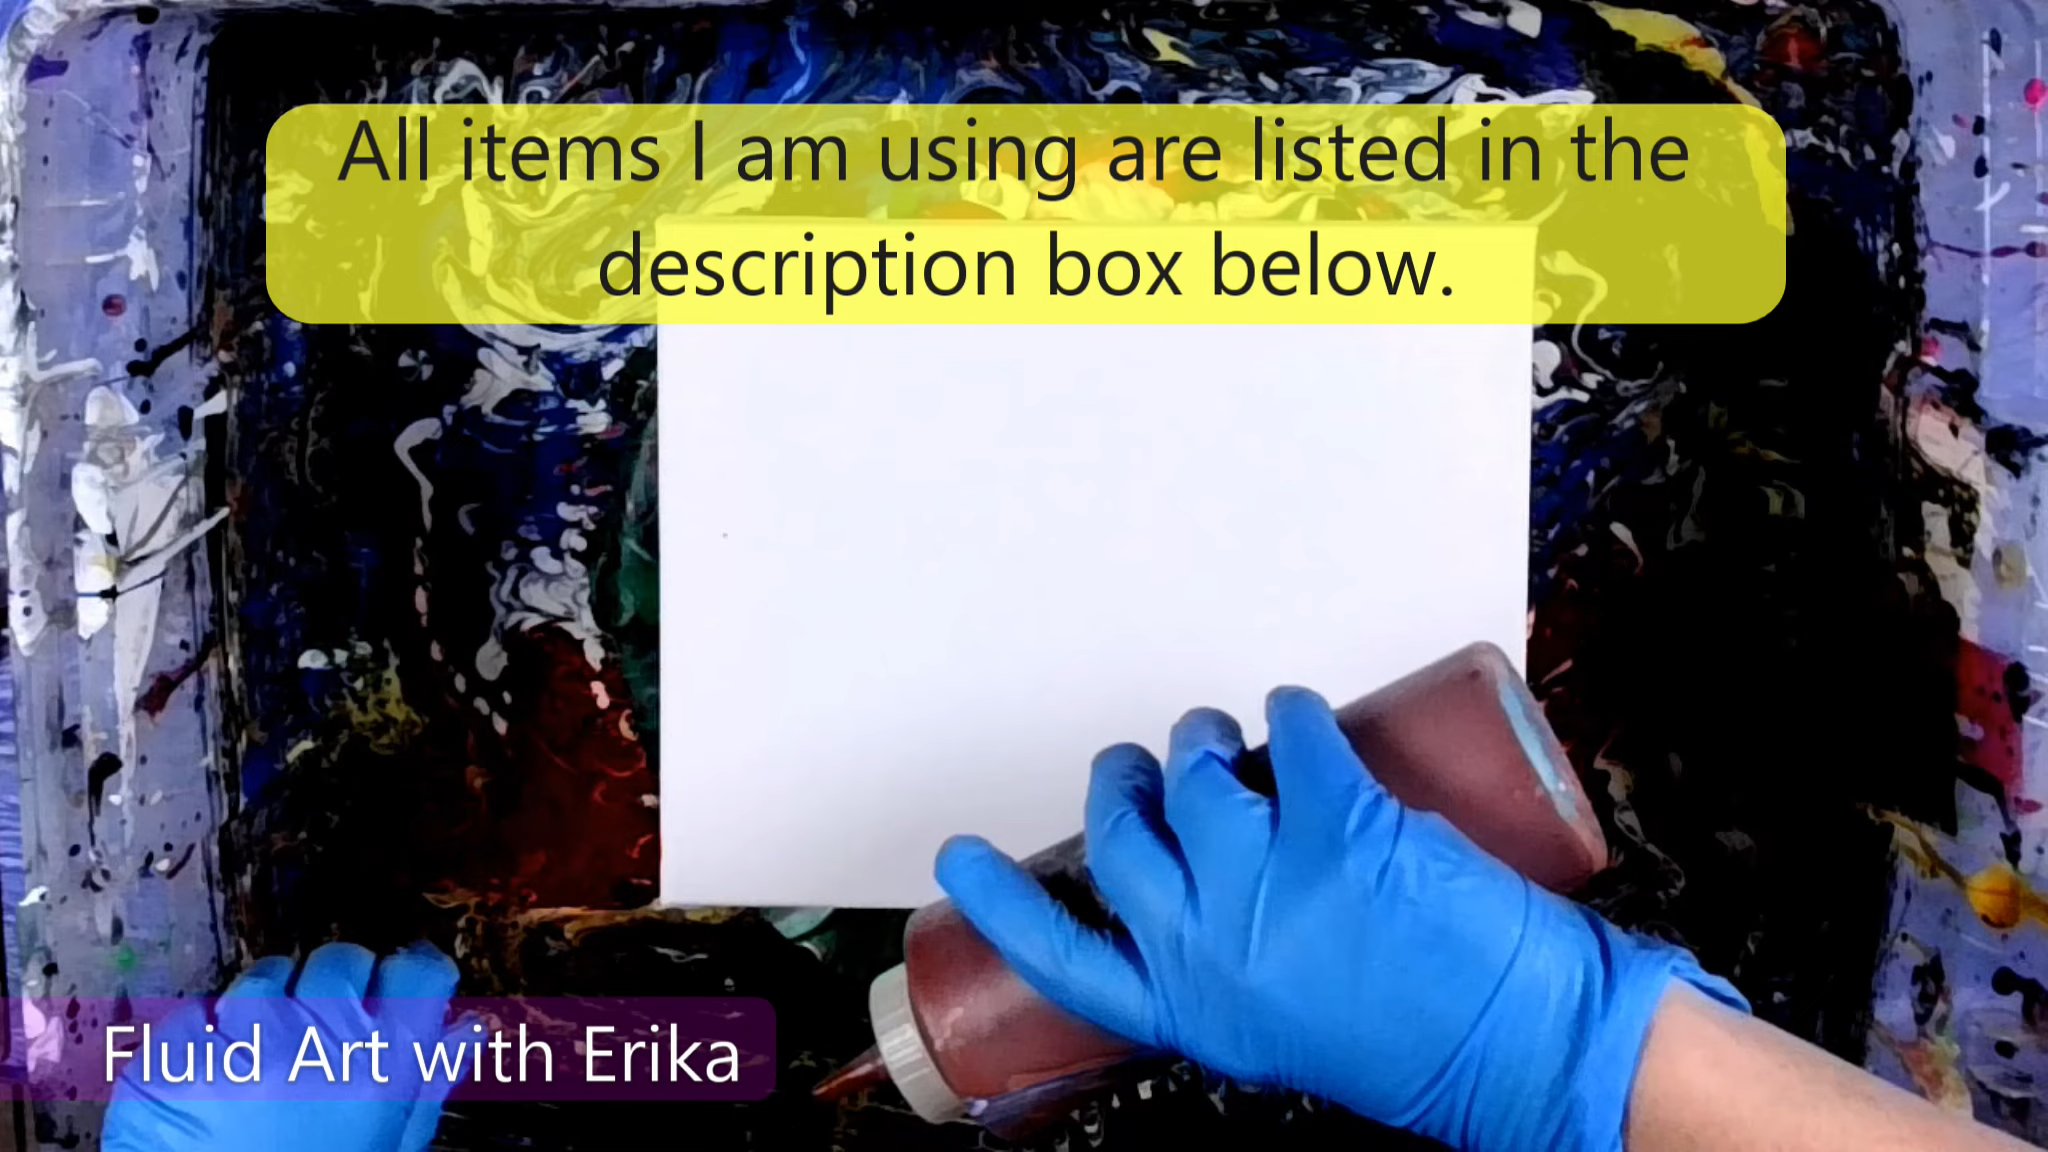 All items I am using are listed in the
description box below.
Fluid Art with Erika